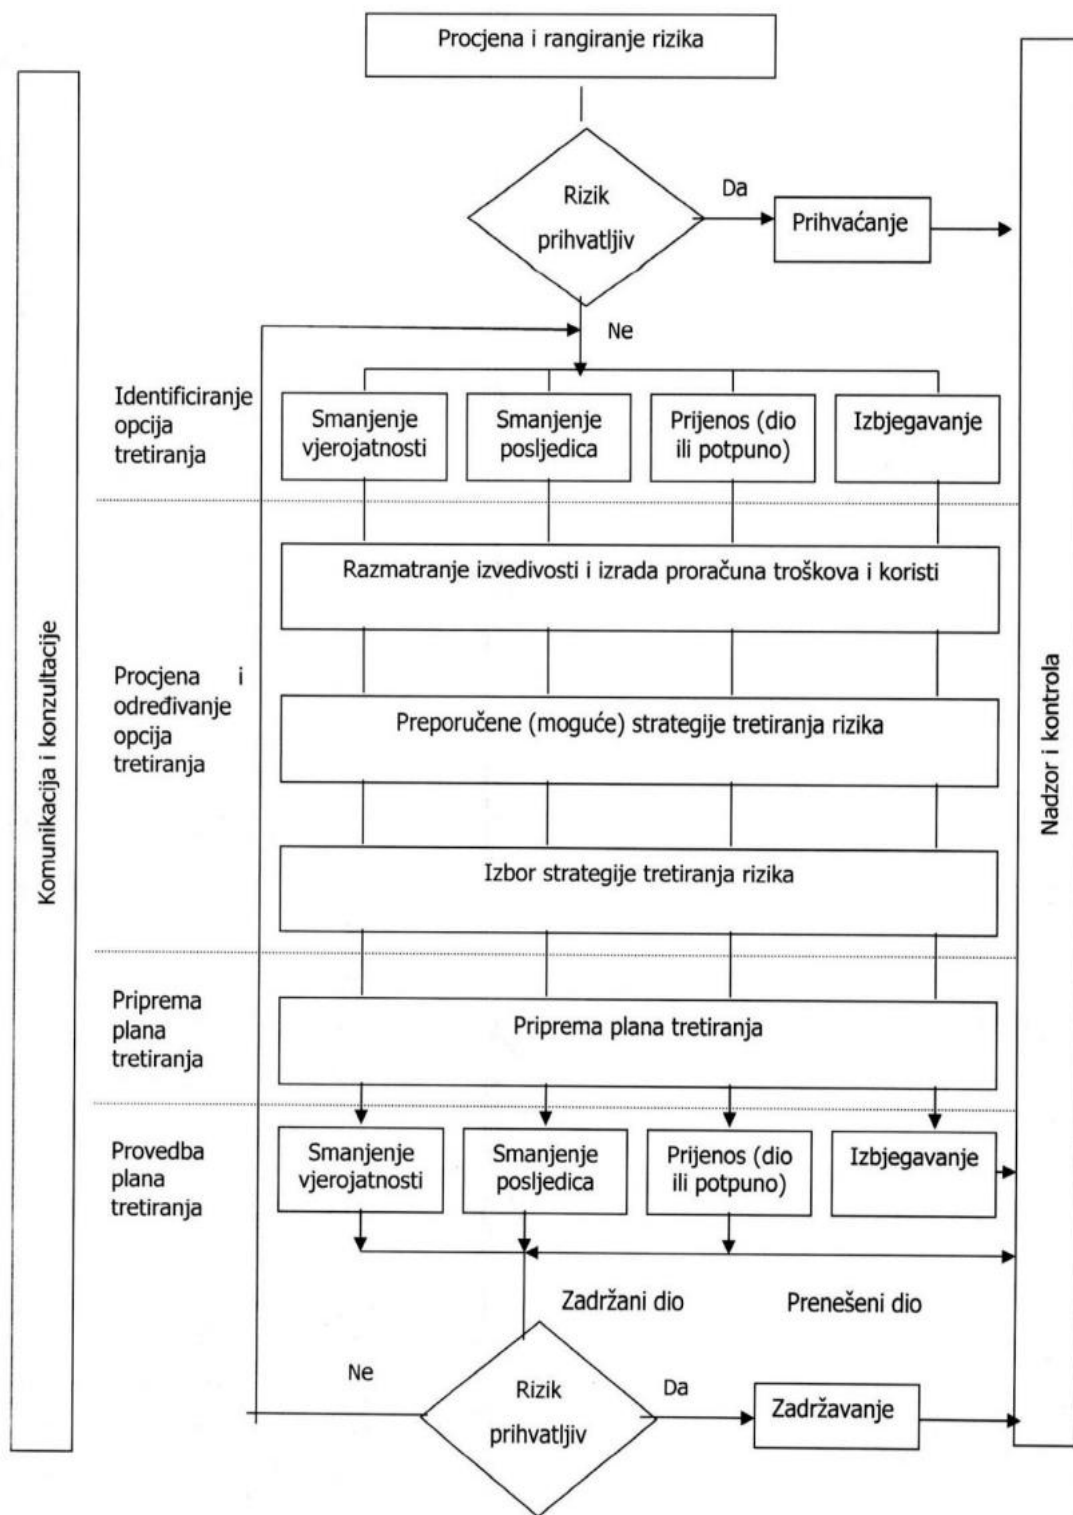 Procjena i rangiranje rizika
Rizik
prihvatljiv
Da
Prihvaćanje
Ne
Identificiranje
opcija
tretiranja
Smanjenje
vjerojatnosti
Smanjenje
posljedica
Prijenos (dio
ili potpuno)
Izbjegavanje
Razmatranje izvedivosti i izrada proračuna troškova i koristi
Procjena i
određivanje
opcija
tretiranja
Preporučene (moguće) strategije tretiranja rizika
Izbor strategije tretiranja rizika
Priprema
plana
tretiranja
Priprema plana tretiranja
Provedba
plana
tretiranja
Smanjenje
vjerojatnosti
Smanjenje
posljedica
Prijenos (dio
ili potpuno)
Izbjegavanje
Zadržani dio
Prenešeni dio
Ne
Rizik
prihvatljiv
Da
Zadržavanje
Komunikacija i konzultacije
Nadzor i kontrola